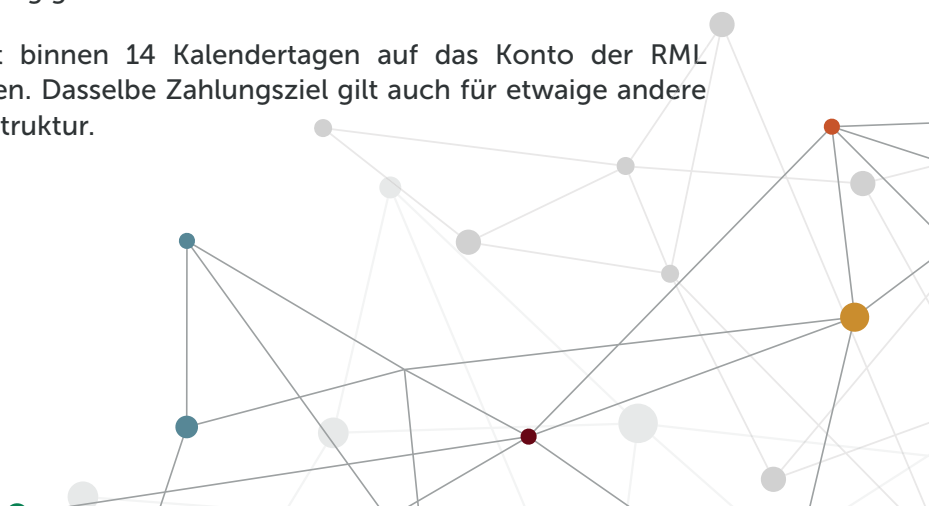 t binnen 14 Kalendertagen auf das Konto der RML
en. Dasselbe Zahlungsziel gilt auch für etwaige andere
truktur.